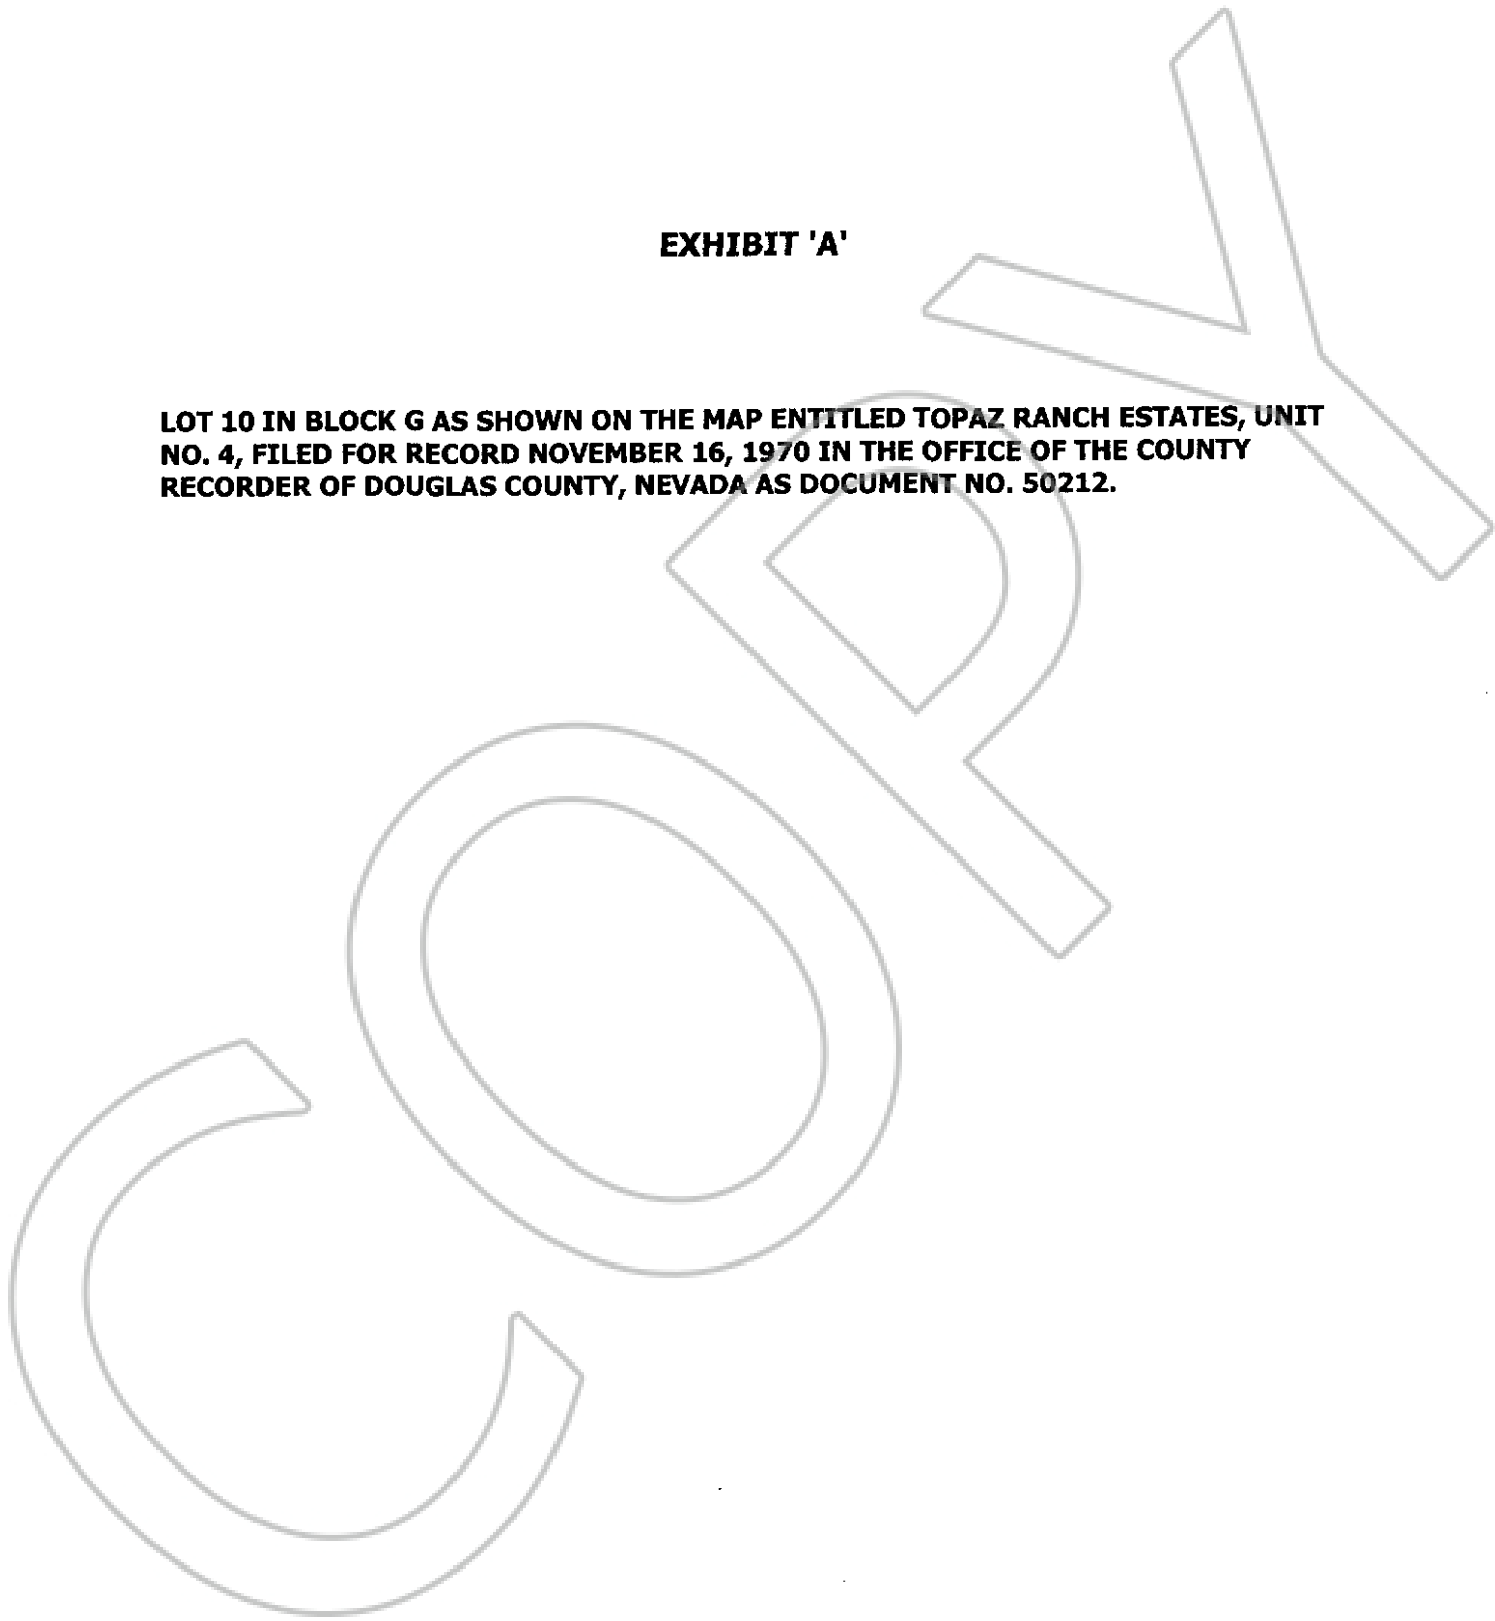 EXHIBIT 'A'
LOT 10 IN BLOCK G AS SHOWN ON THE MAP ENTITLED TOPAZ RANCH ESTATES, UNIT
NO. 4, FILED FOR RECORD NOVEMBER 16, 1970 IN THE OFFICE OF THE COUNTY
RECORDER OF DOUGLAS COUNTY, NEVADA AS DOCUMENT NO. 50212.
COPY